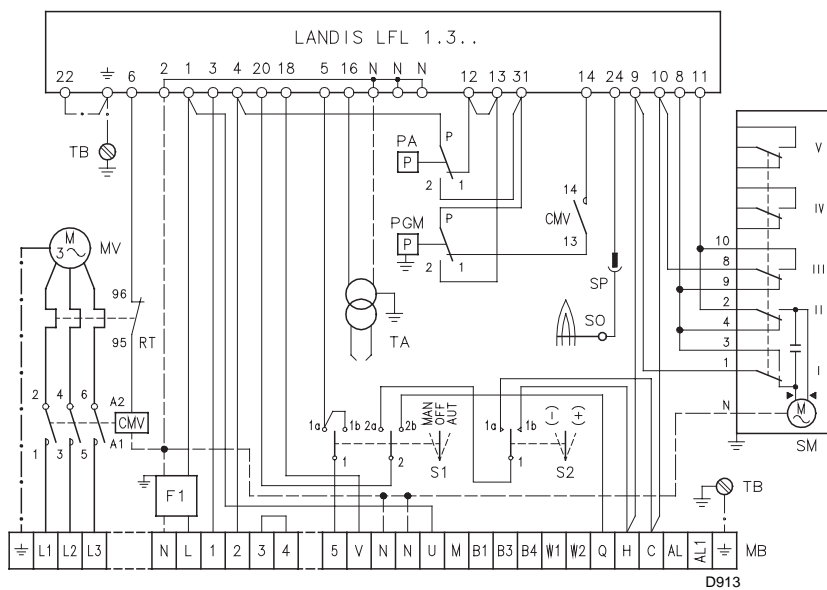 LANDIS LFL 1.3..
22 6 2 1 3 4 20 18 5 16 N N N 12 13 31 14 24 9 10 8 11
TB
PA P P
2 1
V
14
CMV
13
IV
PGM P P
2 1
10
8 III
9
M
3
MV
SP
SO
TA
96
95 RT
2 II
4
3
1 I
2 4 6 A2
CMV
A1
1 3 5
1a 1b 2a 2b MAN OFF AUT
1 2 S1
1a 1b (-) (+)
S2
N
M
SM
F1
TB
L1 L2 L3 N L 1 2 3 4 5 V N N U M B1 B3 B4 W1 W2 Q H C AL AL1 MB
D913